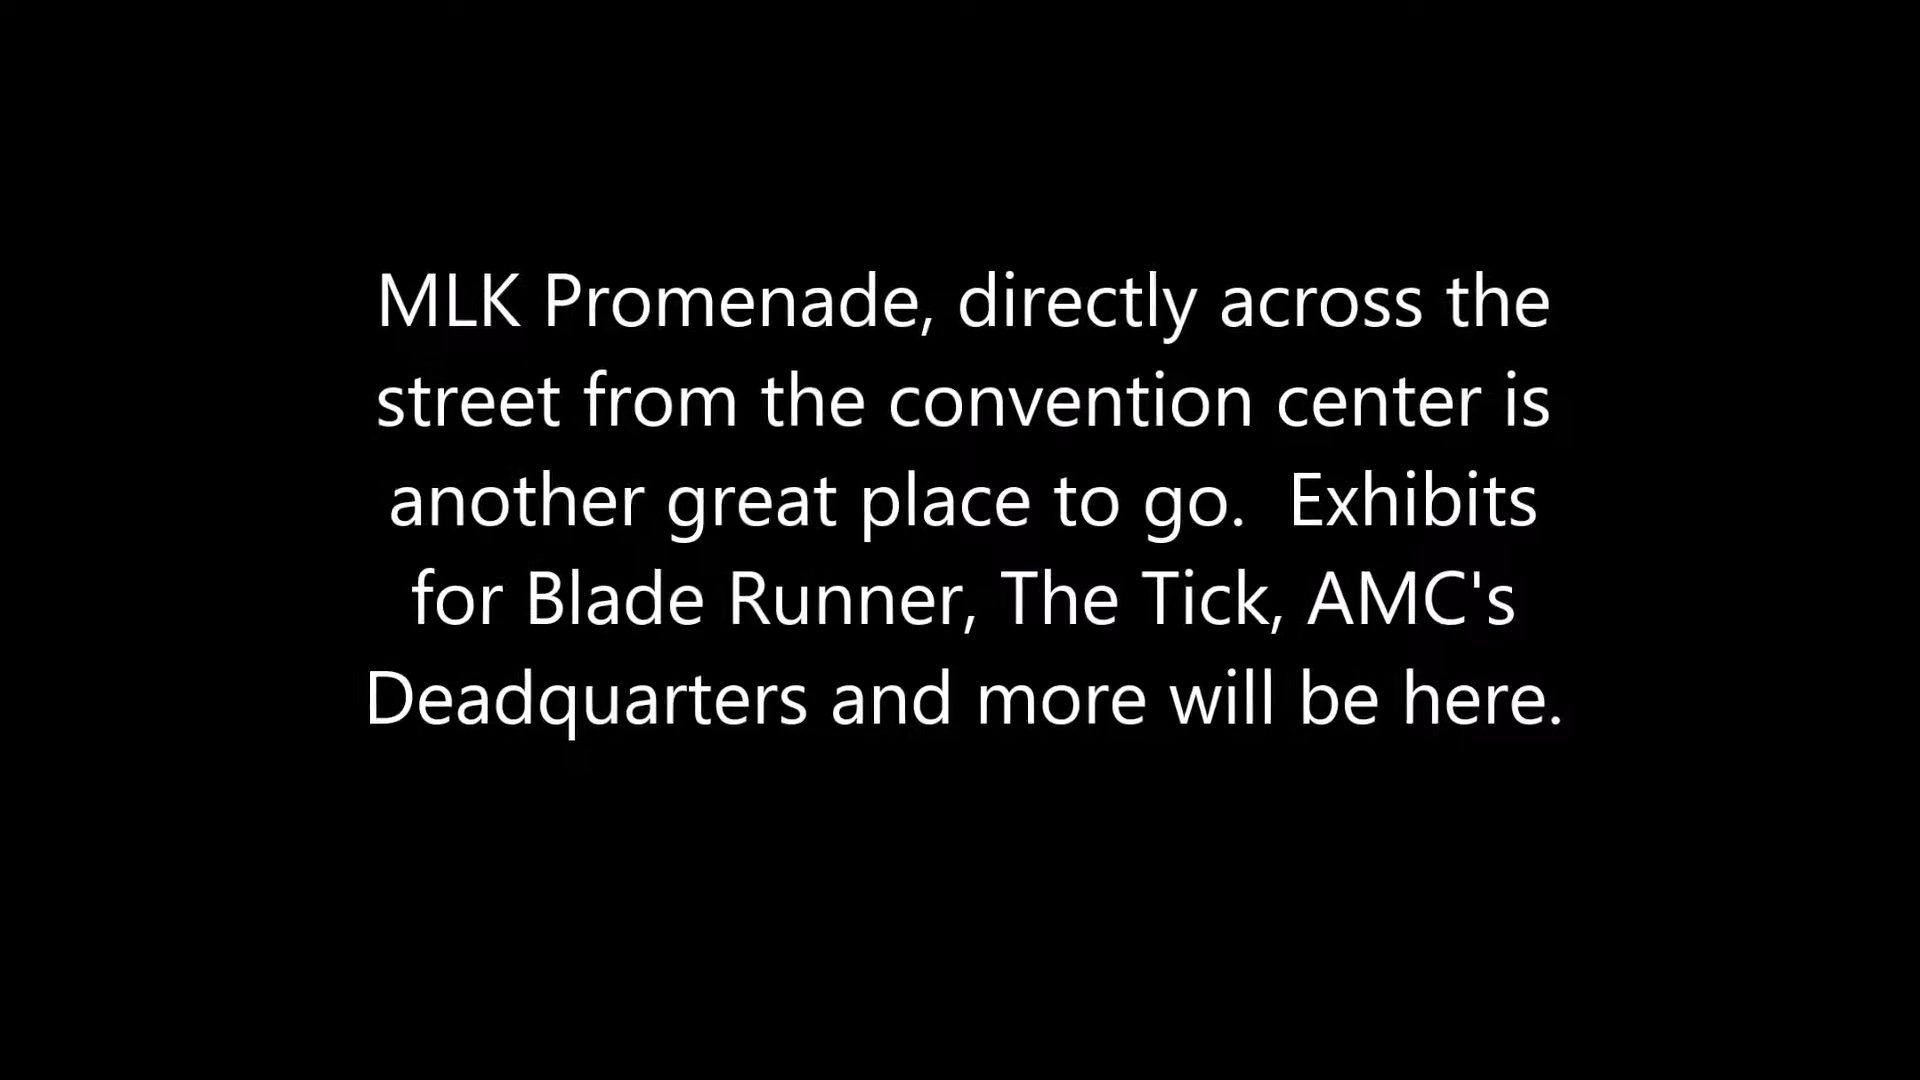 MLK Promenade, directly across the
street from the convention center is
another great place to go.  Exhibits
for Blade Runner, The Tick, AMC's
Deadquarters and more will be here.